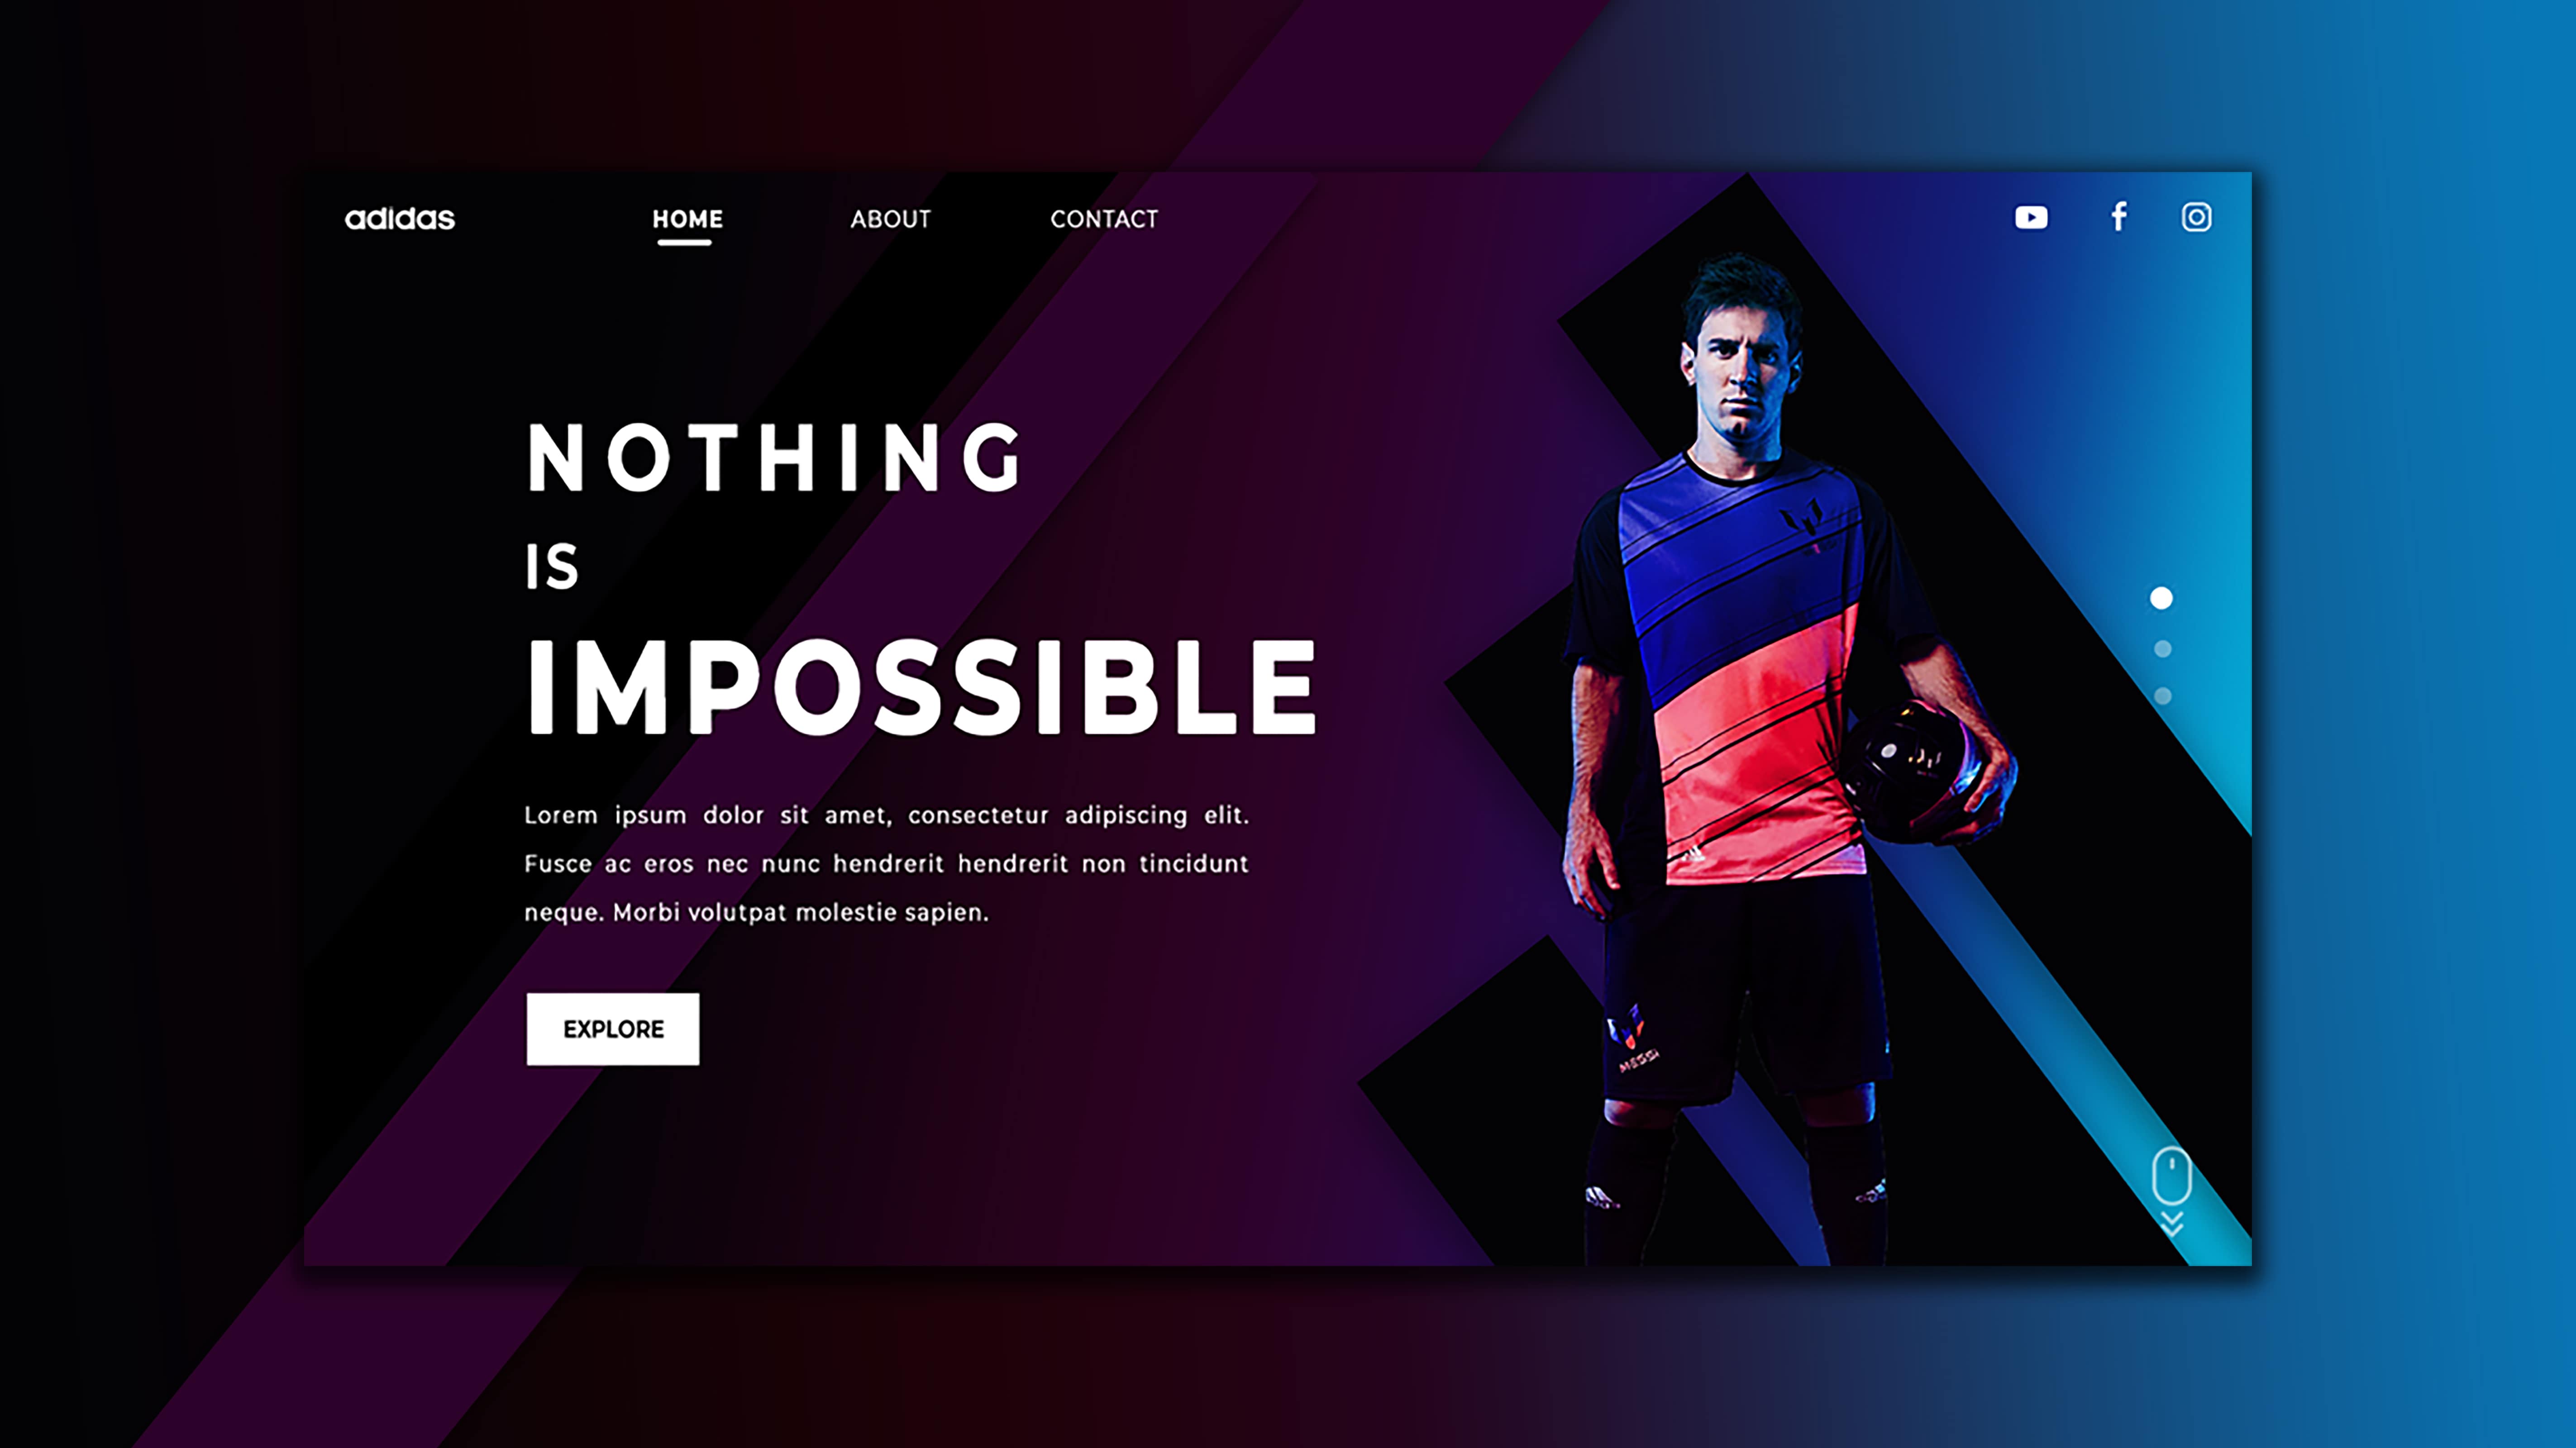 adidas
HOME ABOUT CONTACT
NOTHING
IS
IMPOSSIBLE
Lorem ipsum dolor sit amet, consectetur adipiscing elit.
Fusce ac eros nec nunc hendrerit hendrerit non tincidunt
neque. Morbi volutpat molestie sapien.
EXPLORE
MESSI